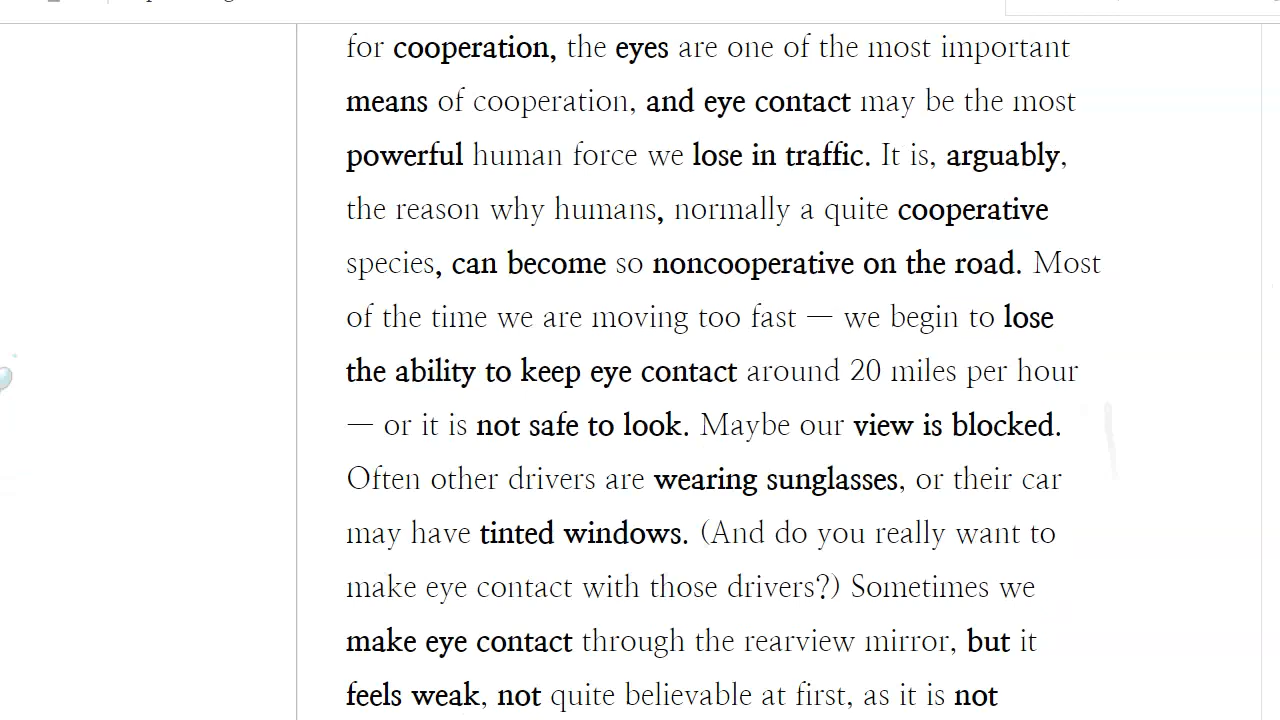 for cooperation, the eyes are one of the most important
means of cooperation, and eye contact may be the most
powerful human force we lose in traffic. It is, arguably,
the reason why humans, normally a quite cooperative
species, can become so noncooperative on the road. Most
of the time we are moving too fast — we begin to lose
the ability to keep eye contact around 20 miles per hour
— or it is not safe to look. Maybe our view is blocked.
Often other drivers are wearing sunglasses, or their car
may have tinted windows. (And do you really want to
make eye contact with those drivers?) Sometimes we
make eye contact through the rearview mirror, but it
feels weak, not quite believable at first, as it is not